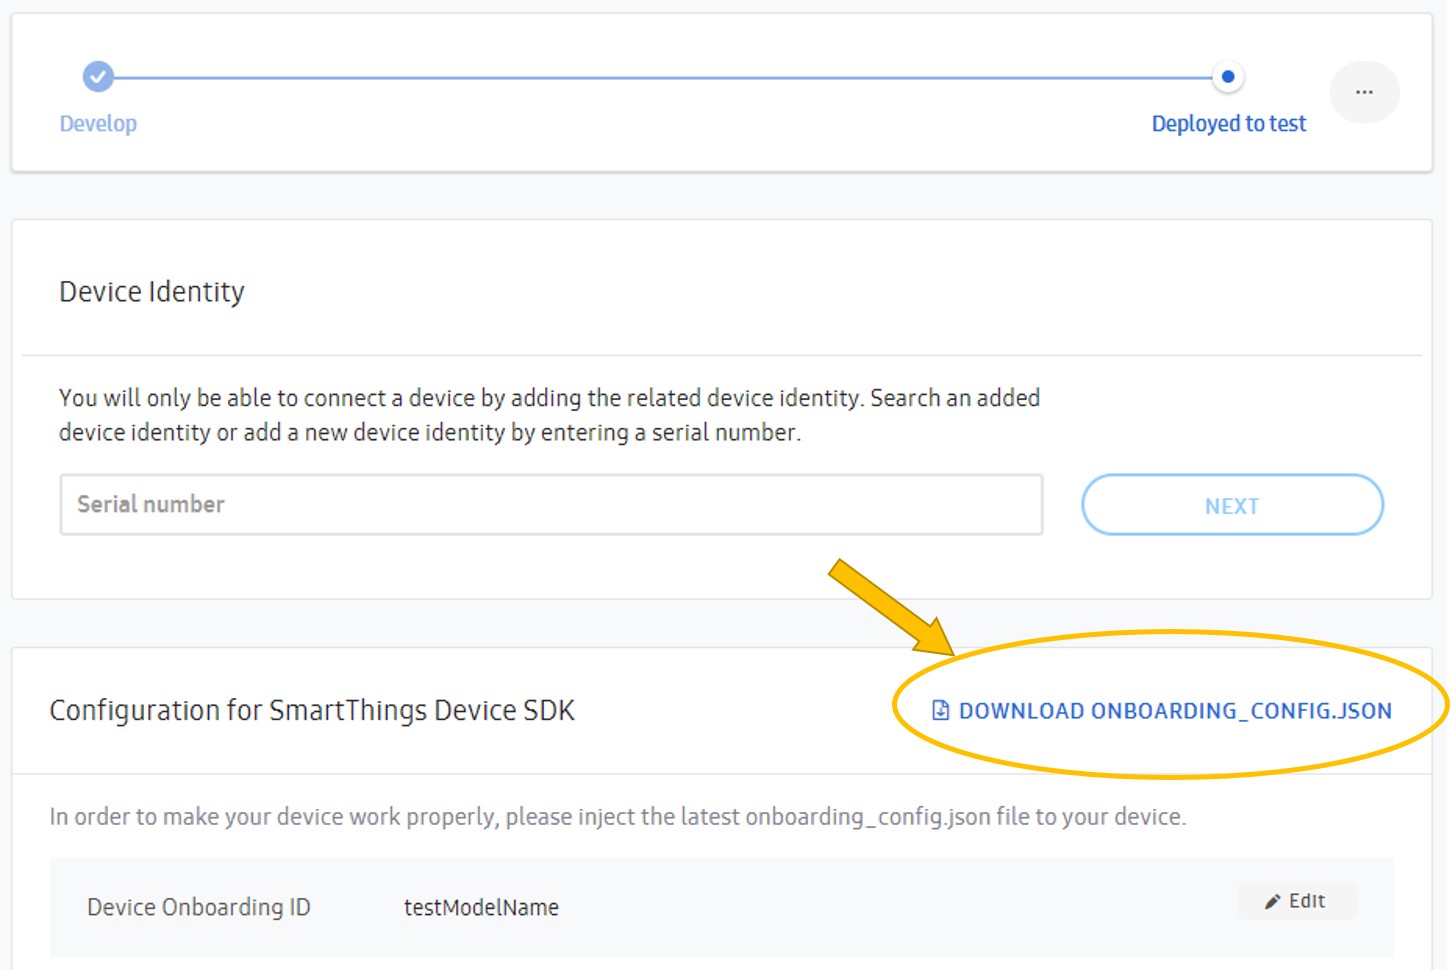 Develop
Deployed to test
...
Device Identity
You will only be able to connect a device by adding the related device identity. Search an added
device identity or add a new device identity by entering a serial number.
Serial number
NEXT
Configuration for SmartThings Device SDK
DOWNLOAD ONBOARDING_CONFIG.JSON
In order to make your device work properly, please inject the latest onboarding_config.json file to your device.
Device Onboarding ID
testModelName
Edit